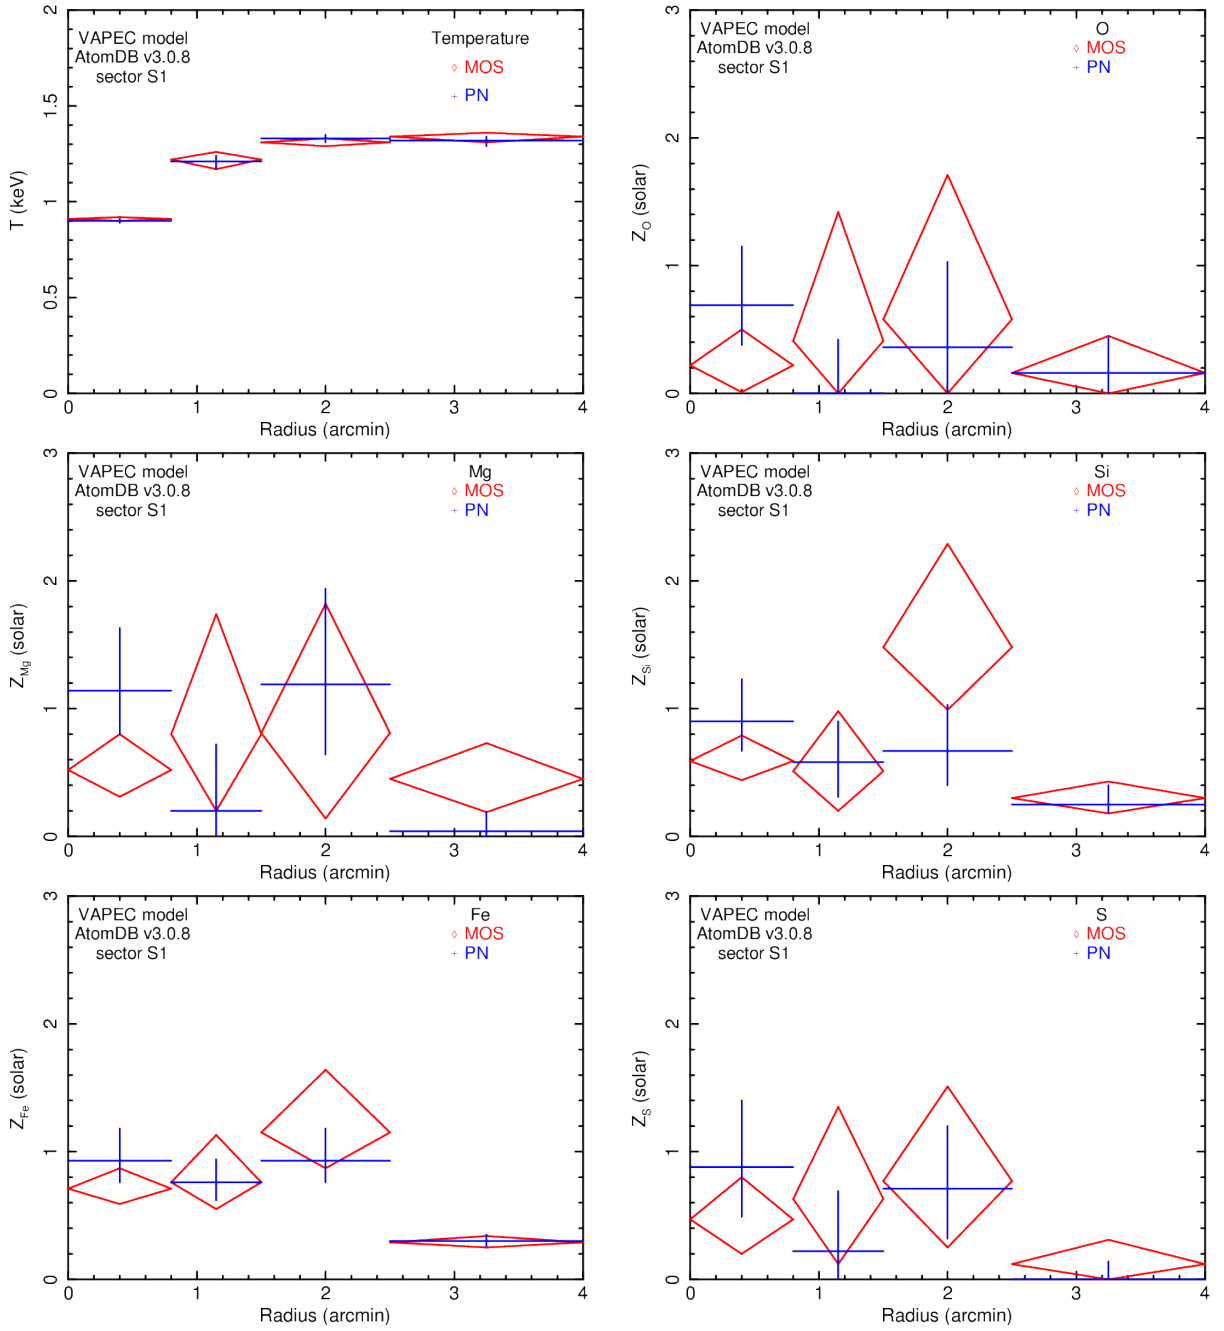 VAPEC model
AtomDB v3.0.8
sector S1
Temperature
MOS
PN
T (keV)
0
0.5
1
1.5
2
0 1 2 3 4
Radius (arcmin)
VAPEC model
AtomDB v3.0.8
sector S1
O
MOS
PN
Z_O (solar)
0
1
2
3
0 1 2 3 4
Radius (arcmin)
VAPEC model
AtomDB v3.0.8
sector S1
Mg
MOS
PN
Z_Mg (solar)
0
1
2
3
0 1 2 3 4
Radius (arcmin)
VAPEC model
AtomDB v3.0.8
sector S1
Si
MOS
PN
Z_Si (solar)
0
1
2
3
0 1 2 3 4
Radius (arcmin)
VAPEC model
AtomDB v3.0.8
sector S1
Fe
MOS
PN
Z_Fe (solar)
0
1
2
3
0 1 2 3 4
Radius (arcmin)
VAPEC model
AtomDB v3.0.8
sector S1
S
MOS
PN
Z_S (solar)
0
1
2
3
0 1 2 3 4
Radius (arcmin)